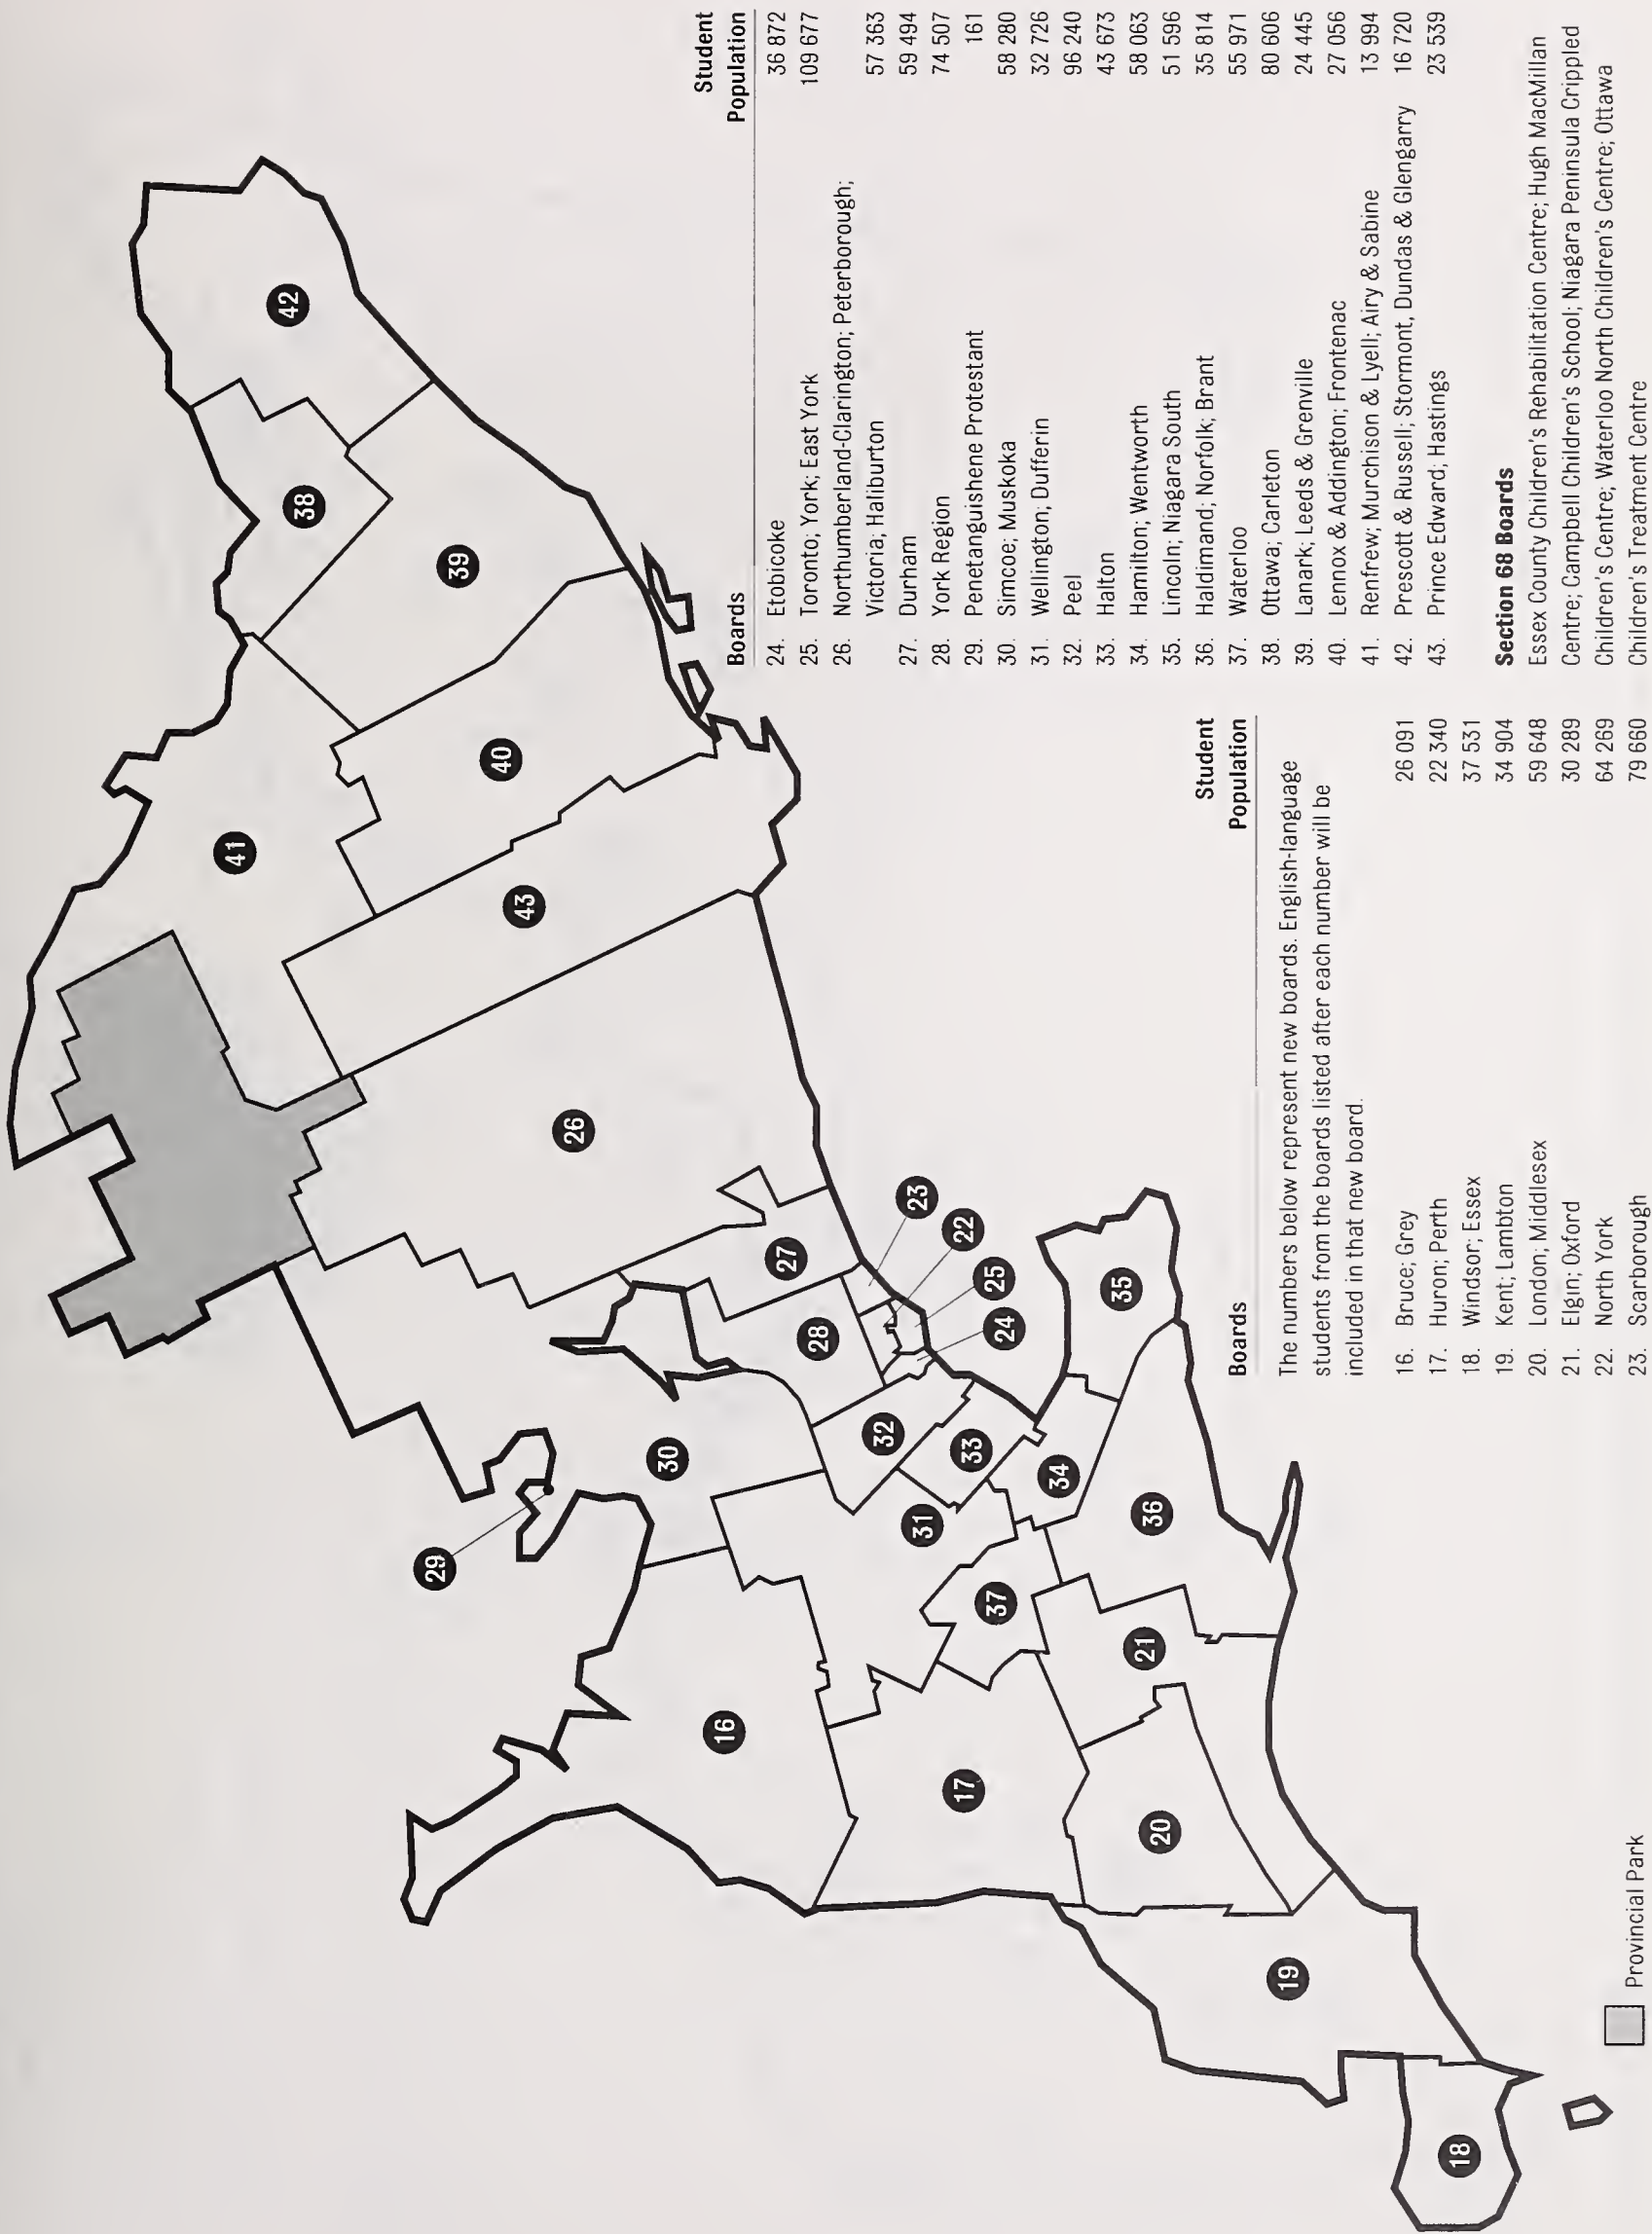 42
38
39
41
40
43
26
23
22
25
24
27
28
35
29
30
32
33
34
31
36
37
21
16
17
20
19
18
Provincial Park
Boards
Student
Population
The numbers below represent new boards. English-language
students from the boards listed after each number will be
included in that new board.
16. Bruce; Grey 26 091
17. Huron; Perth 22 340
18. Windsor; Essex 37 531
19. Kent; Lambton 34 904
20. London; Middlesex 59 648
21. Elgin; Oxford 30 289
22. North York 64 269
23. Scarborough 79 660
Boards
Student
Population
24. Etobicoke 36 872
25. Toronto; York; East York 109 677
26. Northumberland-Clarington; Peterborough;
Victoria; Haliburton 57 363
27. Durham 59 494
28. York Region 74 507
29. Penetanguishene Protestant 161
30. Simcoe; Muskoka 58 280
31. Wellington; Dufferin 32 726
32. Peel 96 240
33. Halton 43 673
34. Hamilton; Wentworth 58 063
35. Lincoln; Niagara South 51 596
36. Haldimand; Norfolk; Brant 35 814
37. Waterloo 55 971
38. Ottawa; Carleton 80 606
39. Lanark; Leeds & Grenville 24 445
40. Lennox & Addington; Frontenac 27 056
41. Renfrew; Murchison & Lyell; Airy & Sabine 13 994
42. Prescott & Russell; Stormont, Dundas & Glengarry 16 720
43. Prince Edward; Hastings 23 539
Section 68 Boards
Essex County Children's Rehabilitation Centre; Hugh MacMillan
Centre; Campbell Children's School; Niagara Peninsula Crippled
Children's Centre; Waterloo North Children's Centre; Ottawa
Children's Treatment Centre